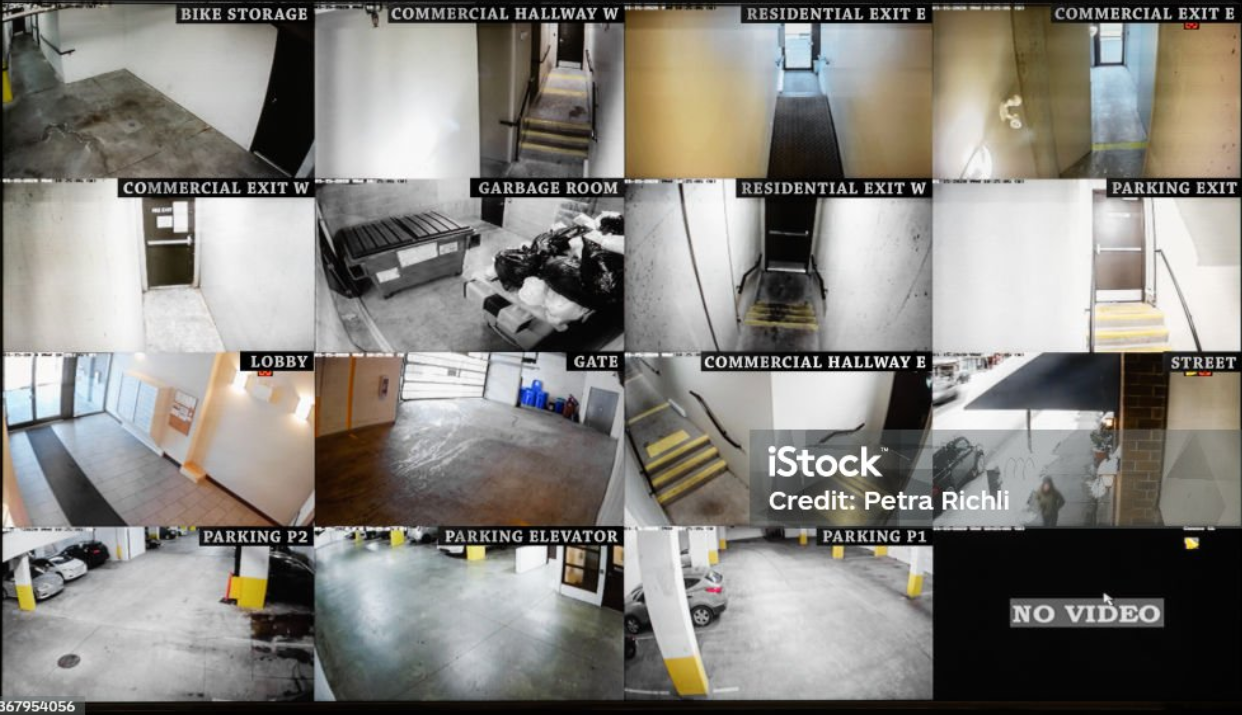 BIKE STORAGE
COMMERCIAL HALLWAY W
RESIDENTIAL EXIT E
COMMERCIAL EXIT E
COMMERCIAL EXIT W
GARBAGE ROOM
RESIDENTIAL EXIT W
PARKING EXIT
LOBBY
GATE
COMMERCIAL HALLWAY E
STREET
iStock™
Credit: Petra Richli
PARKING P2
PARKING ELEVATOR
PARKING P1
NO VIDEO
367954056